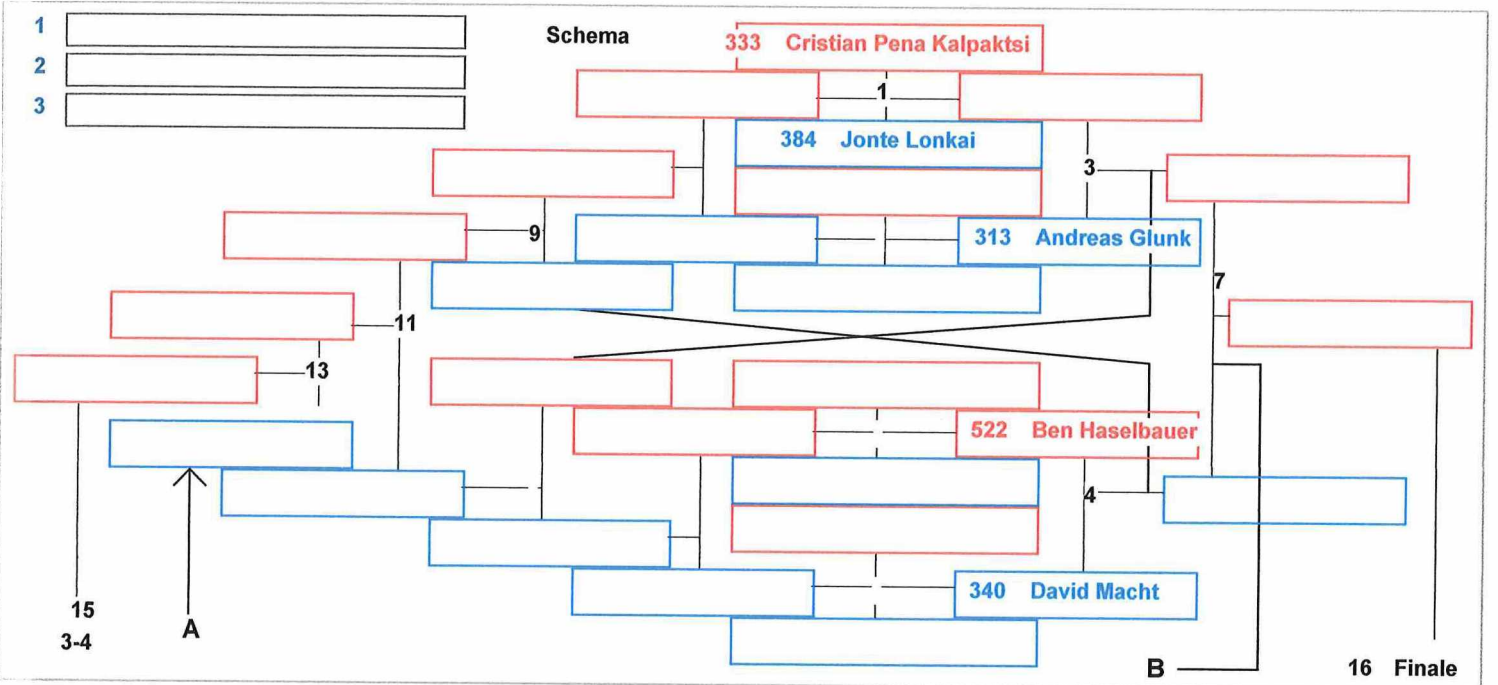 1
2
3
Schema
333 Cristian Pena Kalpaktsi
1
384 Jonte Lonkai
3
313 Andreas Glunk
9
7
11
13
522 Ben Haselbauer
4
340 David Macht
15
3-4
A
B
16 Finale